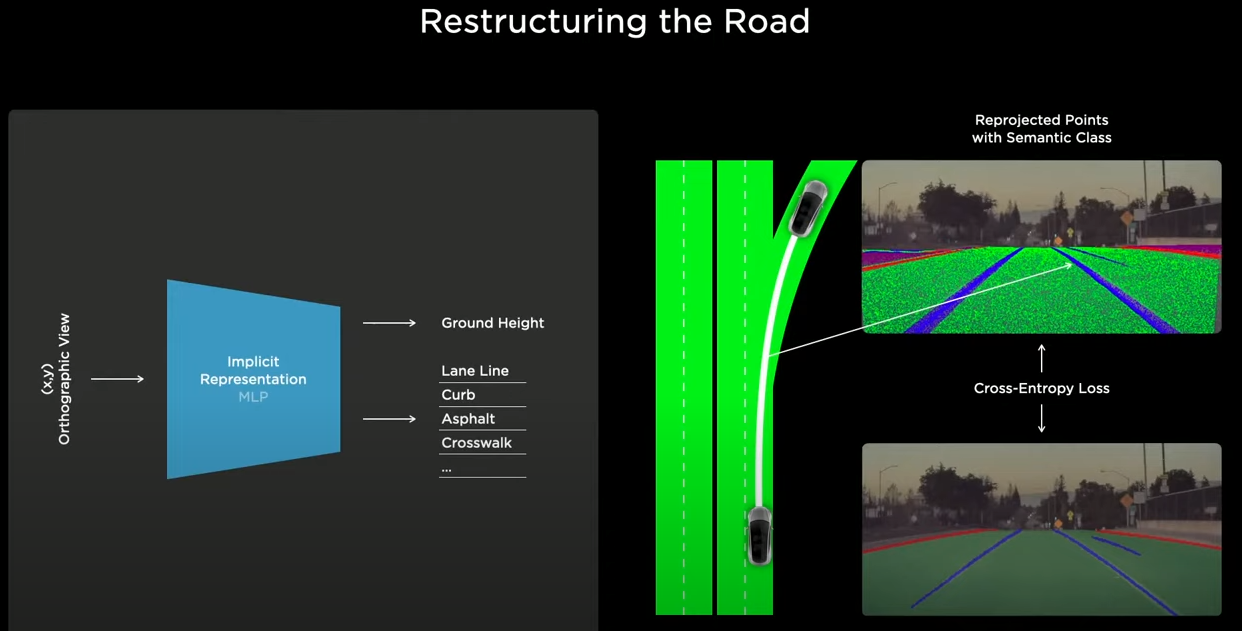 Restructuring the Road
(x,y)
Orthographic View
Implicit
Representation
MLP
Ground Height
Lane Line
Curb
Asphalt
Crosswalk
...
Reprojected Points
with Semantic Class
Cross-Entropy Loss